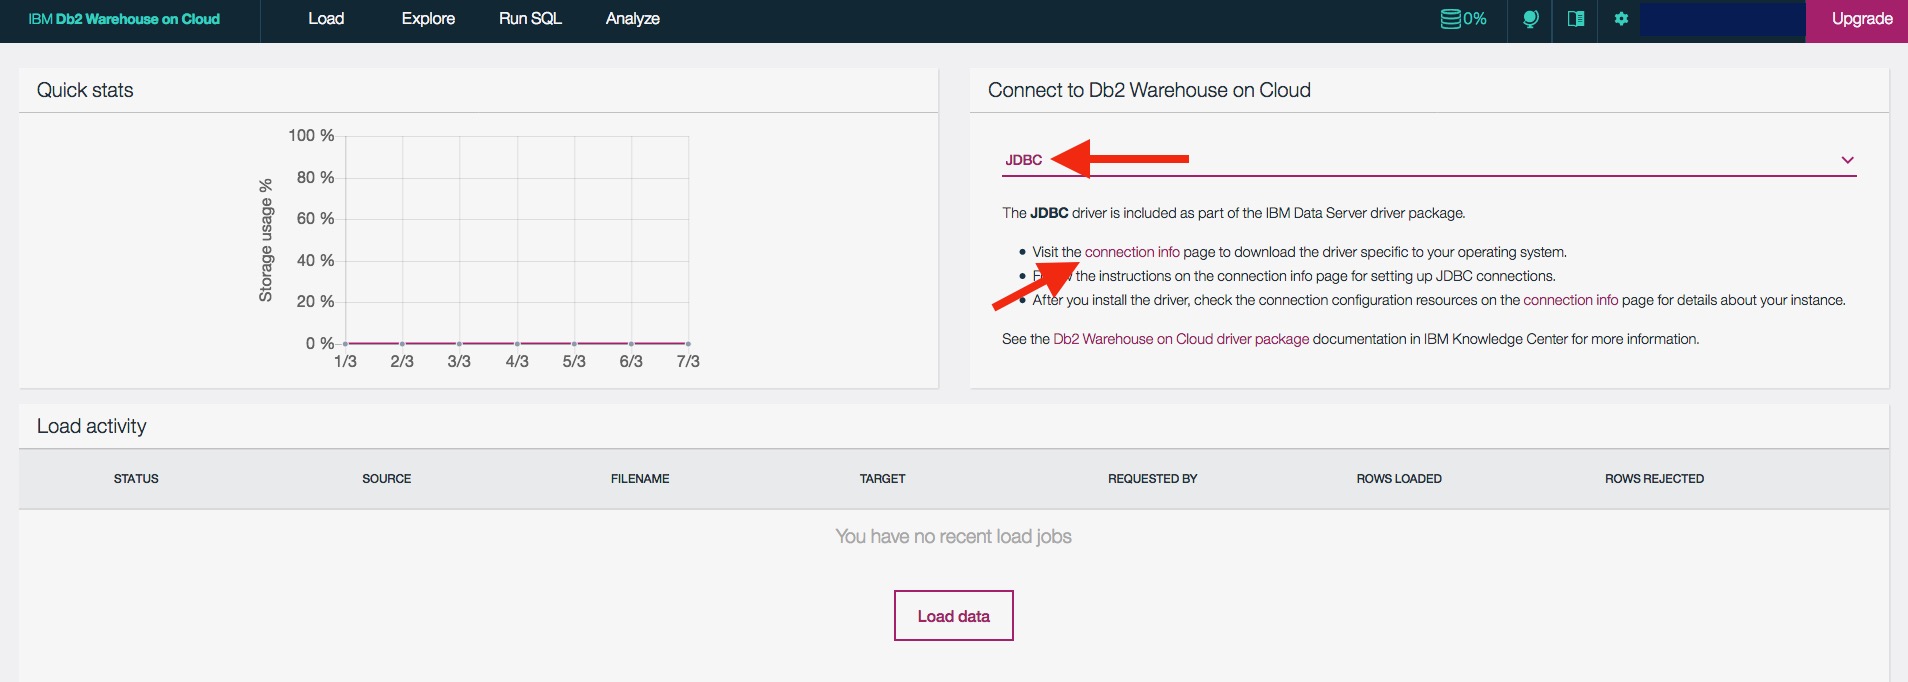 IBM Db2 Warehouse on Cloud
Load
Explore
Run SQL
Analyze
0%
Upgrade
Quick stats
100 %
80 %
60 %
40 %
20 %
0 %
Storage usage %
1/3 2/3 3/3 4/3 5/3 6/3 7/3
Connect to Db2 Warehouse on Cloud
JDBC
The JDBC driver is included as part of the IBM Data Server driver package.
• Visit the connection info page to download the driver specific to your operating system.
• the instructions on the connection info page for setting up JDBC connections.
• After you install the driver, check the connection configuration resources on the connection info page for details about your instance.
See the Db2 Warehouse on Cloud driver package documentation in IBM Knowledge Center for more information.
Load activity
STATUS SOURCE FILENAME TARGET REQUESTED BY ROWS LOADED ROWS REJECTED
You have no recent load jobs
Load data